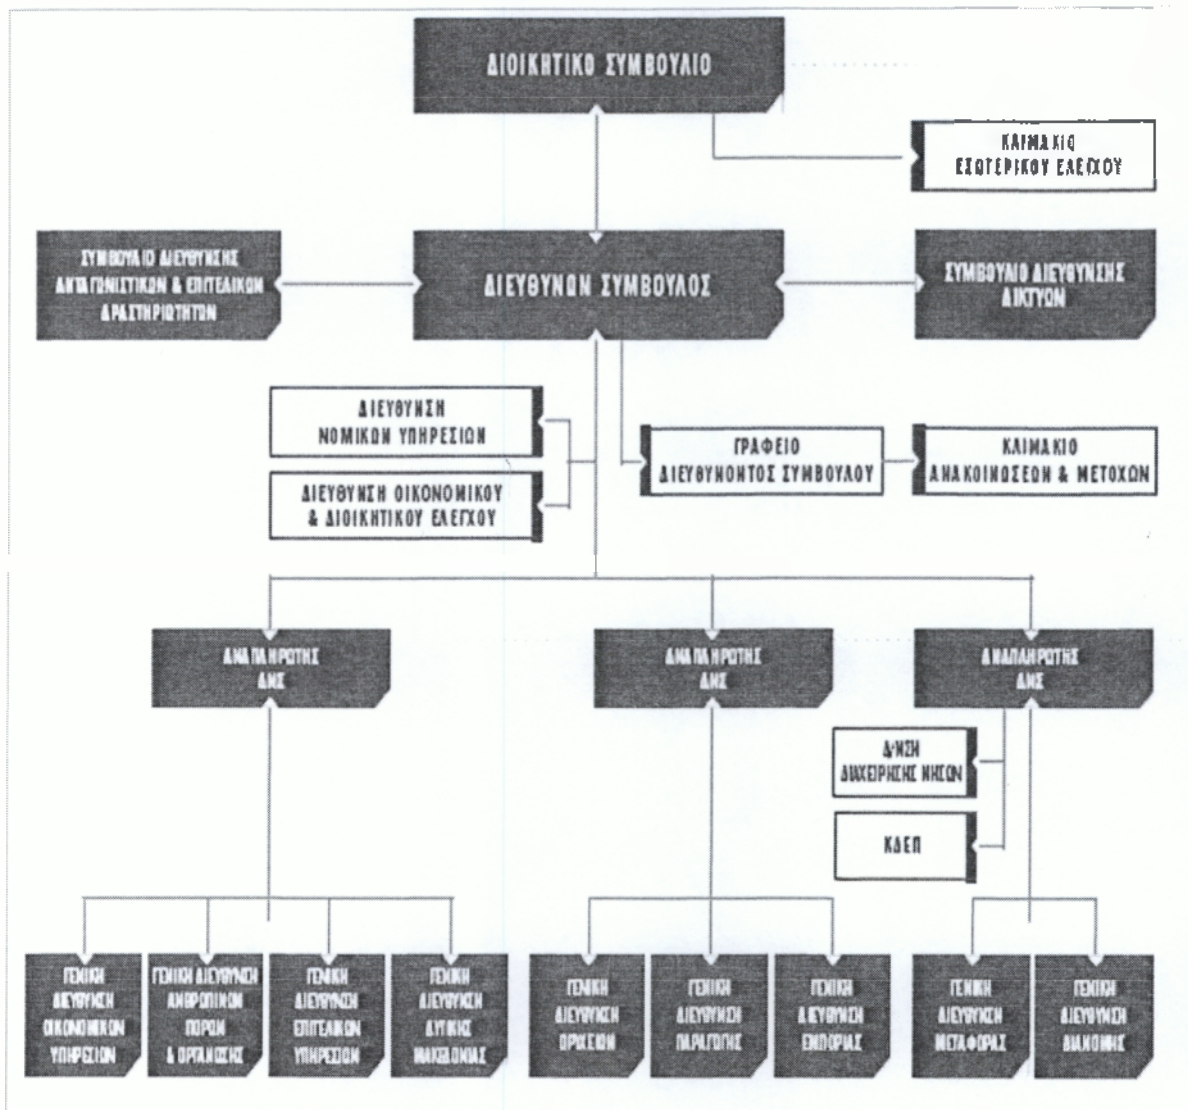 ΔΙΟΙΚΗΤΙΚΟ ΣΥΜΒΟΥΛΙΟ
ΚΛΙΜΑΚΙΟ
ΕΣΩΤΕΡΙΚΟΥ ΕΛΕΓΧΟΥ
ΣΥΜΒΟΥΛΙΟ ΔΙΕΥΘΥΝΣΗΣ
ΑΝΤΑΓΩΝΙΣΤΙΚΩΝ & ΕΠΙΤΕΛΙΚΩΝ
ΔΡΑΣΤΗΡΙΟΤΗΤΩΝ
ΔΙΕΥΘΥΝΩΝ ΣΥΜΒΟΥΛΟΣ
ΣΥΜΒΟΥΛΙΟ ΔΙΕΥΘΥΝΣΗΣ
ΔΙΚΤΥΩΝ
ΔΙΕΥΘΥΝΣΗ
ΝΟΜΙΚΩΝ ΥΠΗΡΕΣΙΩΝ
ΓΡΑΦΕΙΟ
ΔΙΕΥΘΥΝΟΝΤΟΣ ΣΥΜΒΟΥΛΟΥ
ΚΛΙΜΑΚΙΟ
ΑΝΑΚΟΙΝΩΣΕΩΝ & ΜΕΤΟΧΩΝ
ΔΙΕΥΘΥΝΣΗ ΟΙΚΟΝΟΜΙΚΟΥ
& ΔΙΟΙΚΗΤΙΚΟΥ ΕΛΕΓΧΟΥ
ΑΝΑΠΛΗΡΩΤΗΣ
ΔΝΣ
ΑΝΑΠΛΗΡΩΤΗΣ
ΔΝΣ
ΑΝΑΠΛΗΡΩΤΗΣ
ΔΝΣ
Δ/ΝΣΗ
ΔΙΑΧΕΙΡΗΣΗΣ ΝΗΣΩΝ
ΚΔΕΠ
ΓΕΝΙΚΗ
ΔΙΕΥΘΥΝΣΗ
ΟΙΚΟΝΟΜΙΚΩΝ
ΥΠΗΡΕΣΙΩΝ
ΓΕΝΙΚΗ ΔΙΕΥΘΥΝΣΗ
ΑΝΘΡΩΠΙΝΩΝ
ΠΟΡΩΝ
& ΟΡΓΑΝΩΣΗΣ
ΓΕΝΙΚΗ
ΔΙΕΥΘΥΝΣΗ
ΕΠΙΤΕΛΙΚΩΝ
ΥΠΗΡΕΣΙΩΝ
ΓΕΝΙΚΗ
ΔΙΕΥΘΥΝΣΗ
ΔΥΤΙΚΗΣ
ΜΑΚΕΔΟΝΙΑΣ
ΓΕΝΙΚΗ
ΔΙΕΥΘΥΝΣΗ
ΟΡΥΧΕΙΩΝ
ΓΕΝΙΚΗ
ΔΙΕΥΘΥΝΣΗ
ΠΑΡΑΓΩΓΗΣ
ΓΕΝΙΚΗ
ΔΙΕΥΘΥΝΣΗ
ΕΜΠΟΡΙΑΣ
ΓΕΝΙΚΗ
ΔΙΕΥΘΥΝΣΗ
ΜΕΤΑΦΟΡΑΣ
ΓΕΝΙΚΗ
ΔΙΕΥΘΥΝΣΗ
ΔΙΑΝΟΜΗΣ